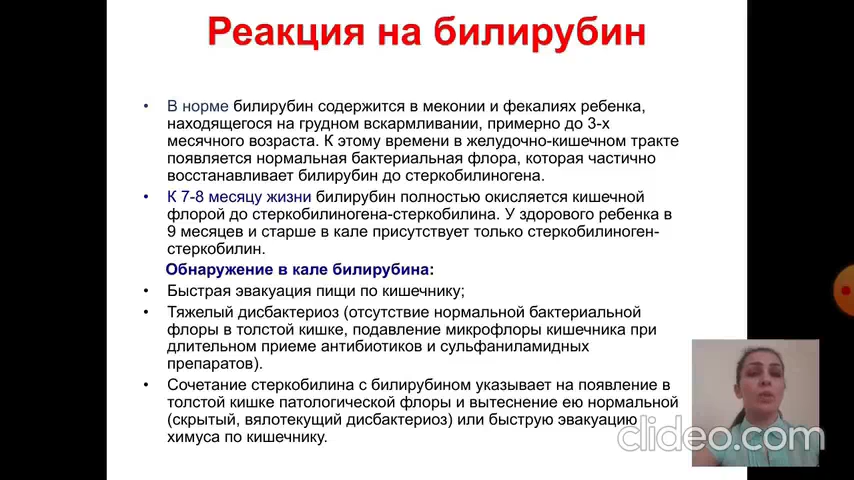 Реакция на билирубин
• В норме билирубин содержится в меконии и фекалиях ребенка,
находящегося на грудном вскармливании, примерно до 3-х
месячного возраста. К этому времени в желудочно-кишечном тракте
появляется нормальная бактериальная флора, которая частично
восстанавливает билирубин до стеркобилиногена.
• К 7-8 месяцу жизни билирубин полностью окисляется кишечной
флорой до стеркобилиногена-стеркобилина. У здорового ребенка в
9 месяцев и старше в кале присутствует только стеркобилиноген-
стеркобилин.
Обнаружение в кале билирубина:
• Быстрая эвакуация пищи по кишечнику;
• Тяжелый дисбактериоз (отсутствие нормальной бактериальной
флоры в толстой кишке, подавление микрофлоры кишечника при
длительном приеме антибиотиков и сульфаниламидных
препаратов).
• Сочетание стеркобилина с билирубином указывает на появление в
толстой кишке патологической флоры и вытеснение ею нормальной
(скрытый, вялотекущий дисбактериоз) или быструю эвакуацию
химуса по кишечнику.
clideo.com